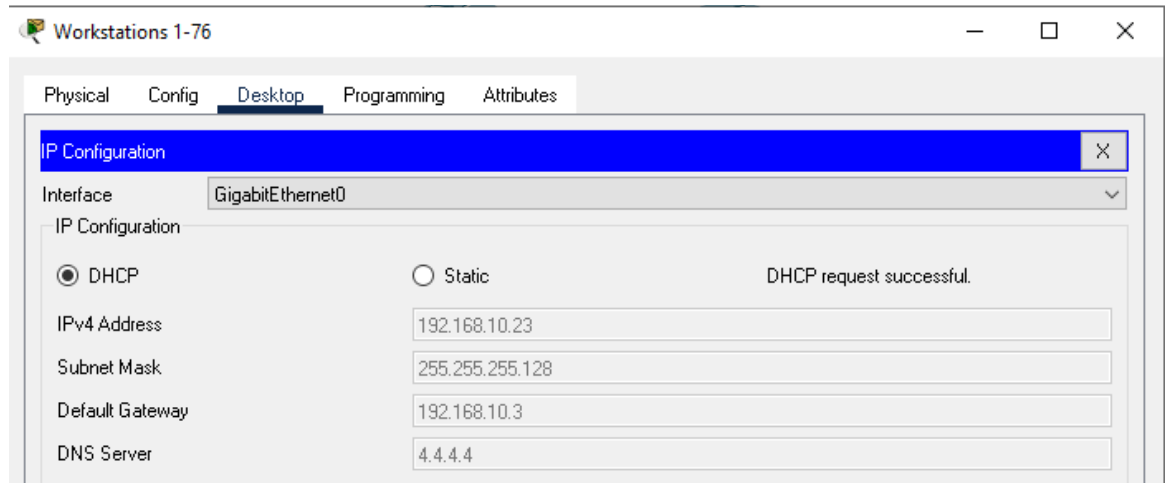 Workstations 1-76
Physical Config Desktop Programming Attributes
IP Configuration X
Interface GigabitEthernet0
IP Configuration
DHCP Static DHCP request successful.
IPv4 Address 192.168.10.23
Subnet Mask 255.255.255.128
Default Gateway 192.168.10.3
DNS Server 4.4.4.4